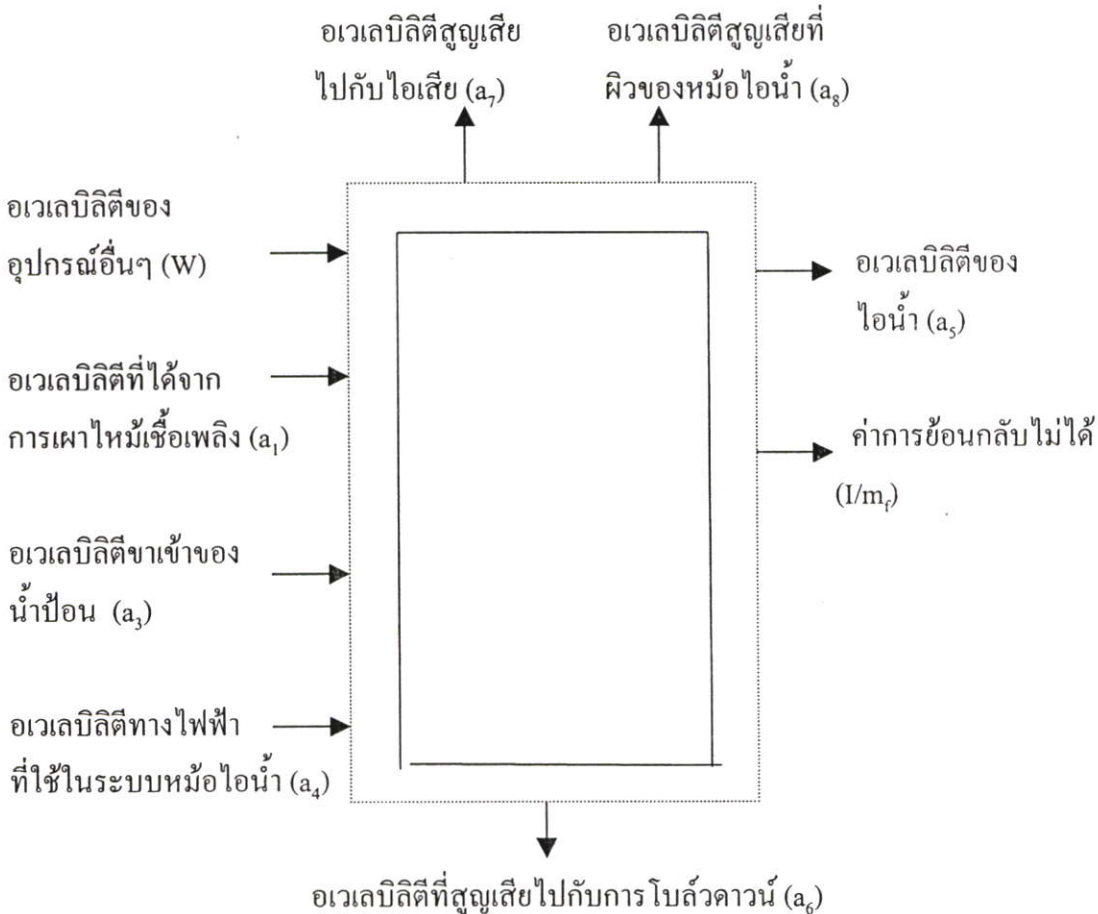 อเวเลบิลิตีสูญเสีย
ไปกับไอเสีย (a₇)
อเวเลบิลิตีสูญเสียที่
ผิวของหม้อไอน้ำ (a₈)
อเวเลบิลิตีของ
อุปกรณ์อื่นๆ (W)
อเวเลบิลิตีที่ได้จาก
การเผาไหม้เชื้อเพลิง (a₁)
อเวเลบิลิตีขาเข้าของ
น้ำป้อน (a₃)
อเวเลบิลิตีทางไฟฟ้า
ที่ใช้ในระบบหม้อไอน้ำ (a₄)
อเวเลบิลิตีของ
ไอน้ำ (a₅)
ค่าการย้อนกลับไม่ได้
(I/m_f)
อเวเลบิลิตีที่สูญเสียไปกับการโบล์วดาวน์ (a₆)